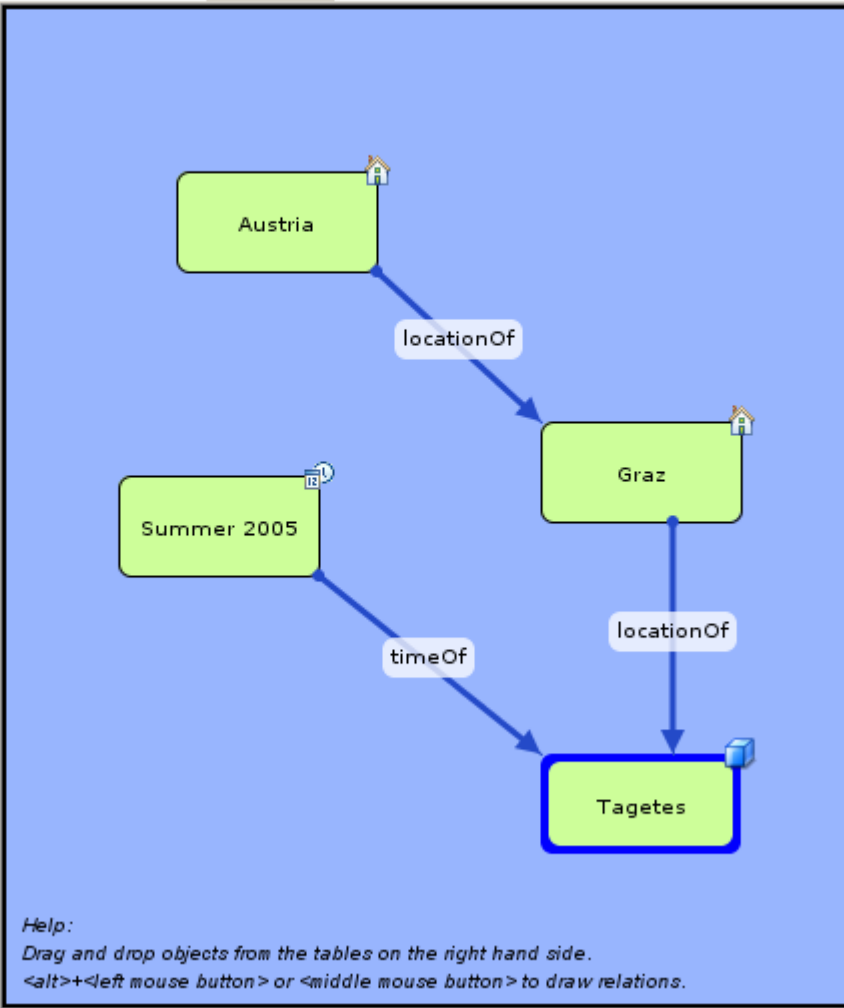 Austria
locationOf
Graz
Summer 2005
locationOf
timeOf
Tagetes
Help:
Drag and drop objects from the tables on the right hand side.
<alt>+<left mouse button> or <middle mouse button> to draw relations.